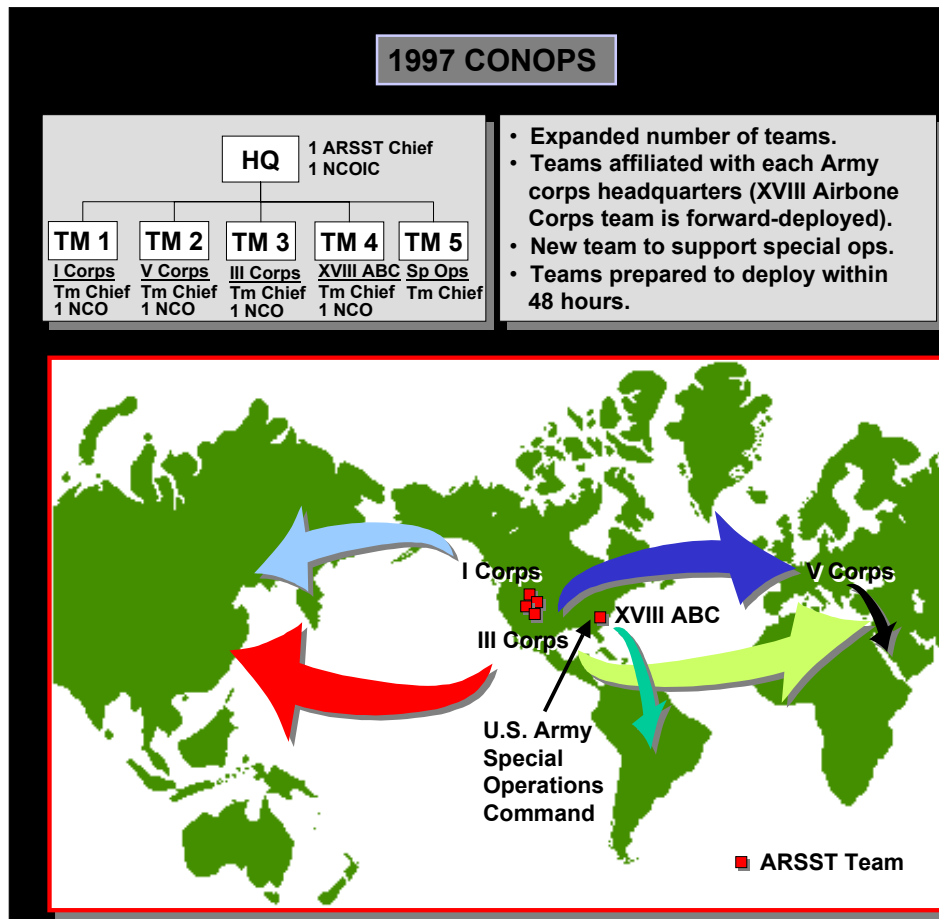 1997 CONOPS
HQ
1 ARSST Chief
1 NCOIC
TM 1
TM 2
TM 3
TM 4
TM 5
I Corps
Tm Chief
1 NCO
V Corps
Tm Chief
1 NCO
III Corps
Tm Chief
1 NCO
XVIII ABC
Tm Chief
1 NCO
Sp Ops
Tm Chief
• Expanded number of teams.
• Teams affiliated with each Army
corps headquarters (XVIII Airbone
Corps team is forward-deployed).
• New team to support special ops.
• Teams prepared to deploy within
48 hours.
I Corps
V Corps
XVIII ABC
III Corps
U.S. Army
Special
Operations
Command
ARSST Team